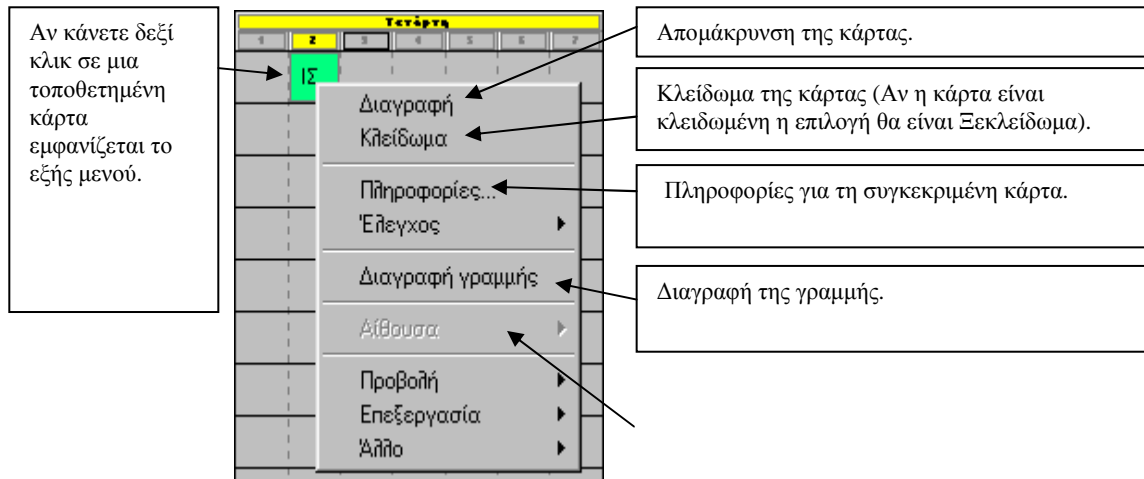 Αν κάνετε δεξί
κλικ σε μια
τοποθετημένη
κάρτα
εμφανίζεται το
εξής μενού.
Τετάρτη
1 2 3 4 5 6 7
ΙΣ
Διαγραφή
Κλείδωμα
Πληροφορίες...
Έλεγχος
Διαγραφή γραμμής
Αίθουσα
Προβολή
Επεξεργασία
Άλλο
Απομάκρυνση της κάρτας.
Κλείδωμα της κάρτας (Αν η κάρτα είναι
κλειδωμένη η επιλογή θα είναι Ξεκλείδωμα).
Πληροφορίες για τη συγκεκριμένη κάρτα.
Διαγραφή της γραμμής.